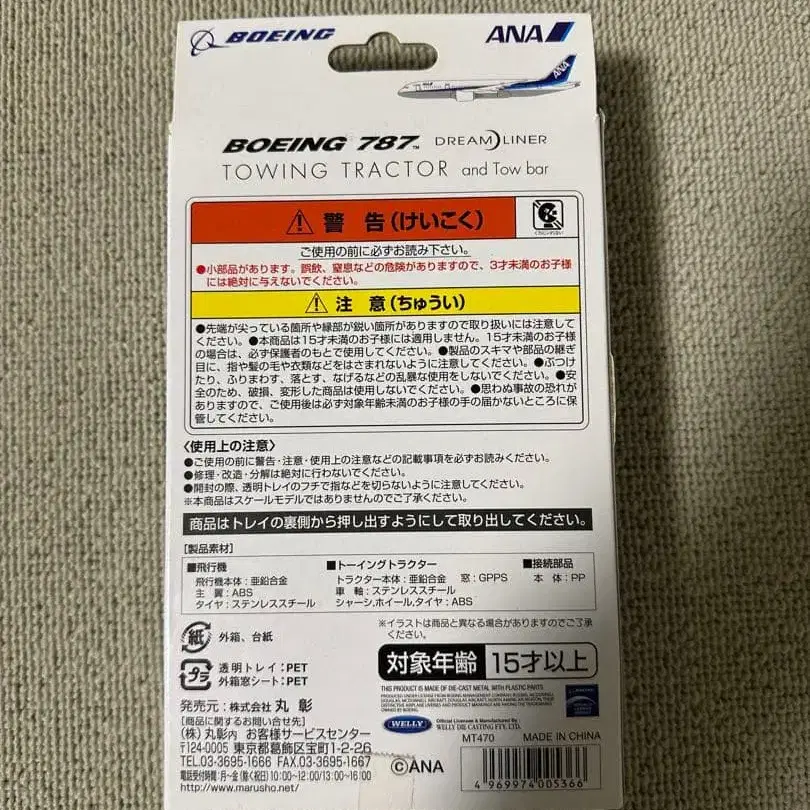 BOEING
ANA
ANA
BOEING 787 DREAMLINER
TOWING TRACTOR and Tow bar
⚠ 警告(けいこく)
ご使用の前に必ずお読み下さい。
●小部品があります。誤飲、窒息などの危険がありますので、3才未満のお子様
には絶対に与えないでください。
⚠ 注意(ちゅうい)
●先端が尖っている箇所や縁部が鋭い箇所がありますので取り扱いには注意して
ください。●本商品は15才未満のお子様には適用しません。15才未満のお子様
の場合は、必ず保護者のもとで使用してください。●製品のスキマや部品の継ぎ
目に、指や髪の毛や衣類などをはさまれないように注意してください。●ぶつけ
たり、ふりまわす、落とす、なげるなどの乱暴な使用をしないでください。●安
全のため、破損、変形した商品は使用しないでください。●思わぬ事故の恐れが
ありますので、ご使用後は必ず対象年齢未満のお子様の手の届かないところに保
管してください。
〈使用上の注意〉
●ご使用の前に警告・注意・使用上の注意などの記載事項を必ずお読みください。
●修理・改造・分解は絶対に行わないでください。
●開封の際、透明トレイのフチで指などを切らないように注意してください。
※本商品はスケールモデルではありませんのでご了承ください。
商品はトレイの裏側から押し出すようにして取り出してください。
[製品素材]
■飛行機
飛行機本体:亜鉛合金
主翼:ABS
タイヤ:ステンレススチール
■トーイングトラクター
トラクター本体:亜鉛合金 窓:GPPS
車軸:ステンレススチール
シャーシ,ホイール,タイヤ:ABS
■接続部品
本体:PP
※イラストは商品と異なる場合がありますのでご了承
ください。
紙 外箱、台紙
プラ 透明トレイ:PET
外箱窓シート:PET
対象年齢 15才以上
発売元:株式会社 丸彰
[商品に関するお問い合せ先]
(株)丸彰内 お客様サービスセンター
〒124-0005 東京都葛飾区宝町1-2-26
TEL.03-3695-1667 FAX.03-3695-1667
電話受付時間:月〜金(除く祝日)10:00〜12:00/13:00〜16:00
http://www.marusho.net/
THIS PRODUCT IS MADE OF DIE-CAST METAL WITH PLASTIC PARTS.
WELLY
Official Licensee & Manufactured By
WELLY DIE CASTING FTY. LTD.
MT470 MADE IN CHINA
©ANA
4 969974 005366